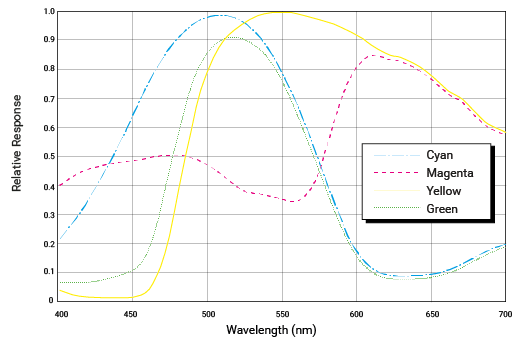 Relative Response
1.0
0.9
0.8
0.7
0.6
0.5
0.4
0.3
0.2
0.1
0
400 450 500 550 600 650 700
Wavelength (nm)
Cyan
Magenta
Yellow
Green